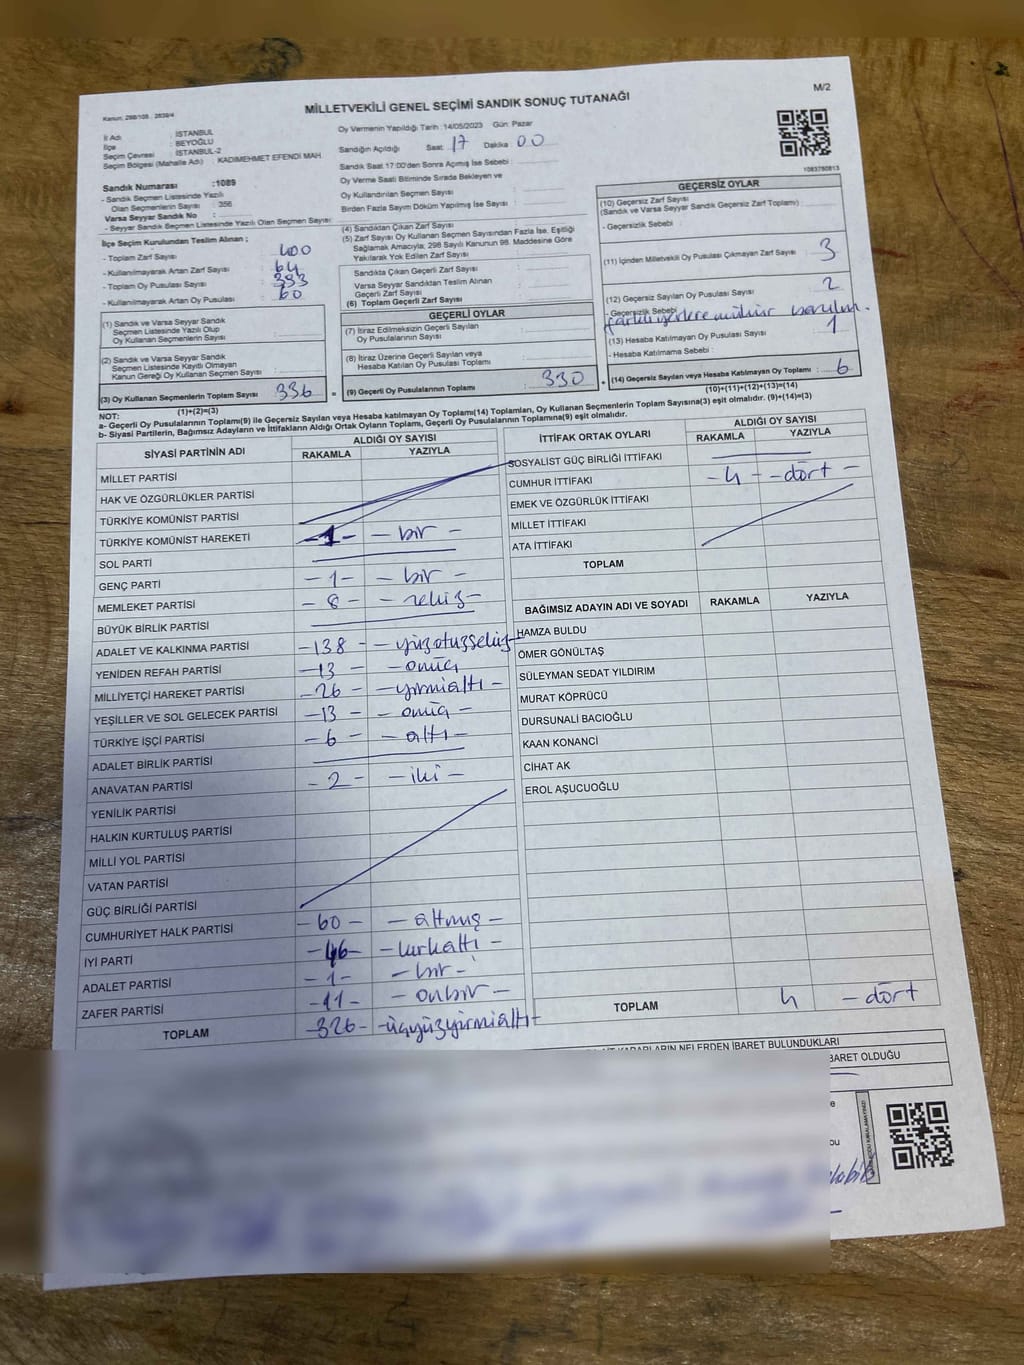 M/2
Kanun: 298/105 , 2839/4
MİLLETVEKİLİ GENEL SEÇİMİ SANDIK SONUÇ TUTANAĞI
İl Adı : İSTANBUL
İlçe : BEYOĞLU
Seçim Çevresi : İSTANBUL-2
Seçim Bölgesi (Mahalle Adı) : KADIMEHMET EFENDİ MAH.
Sandık Numarası :1089
- Sandık Seçmen Listesinde Yazılı
Olan Seçmenlerin Sayısı : 356
Varsa Seyyar Sandık No :
- Seyyar Sandık Seçmen Listesinde Yazılı Olan Seçmen Sayısı :
İlçe Seçim Kurulundan Teslim Alınan ;
- Toplam Zarf Sayısı : 400
- Kullanılmayarak Artan Zarf Sayısı : 64
- Toplam Oy Pusulası Sayısı : 393
- Kullanılmayarak Artan Oy Pusulası : 60
(1) Sandık ve Varsa Seyyar Sandık
Seçmen Listesinde Yazılı Olup
Oy Kullanan Seçmenlerin Sayısı :
(2) Sandık ve Varsa Seyyar Sandık
Seçmen Listesinde Kayıtlı Olmayan
Kanun Gereği Oy Kullanan Seçmen Sayısı :
(3) Oy Kullanan Seçmenlerin Toplam Sayısı : 336
(1)+(2)=(3)
Oy Vermenin Yapıldığı Tarih :14/05/2023 Gün: Pazar
Sandığın Açıldığı Saat 17 Dakika 00
Sandık Saat 17:00'den Sonra Açımış İse Sebebi :
Oy Verme Saati Bitiminde Sırada Bekleyen ve
Oy Kullandırılan Seçmen Sayısı :
Birden Fazla Sayım Döküm Yapılmış İse Sayısı :
(4) Sandıktan Çıkan Zarf Sayısı :
(5) Zarf Sayısı Oy Kullanan Seçmen Sayısından Fazla İse, Eşitliği
Sağlamak Amacıyla; 298 Sayılı Kanunun 98. Maddesine Göre
Yakılarak Yok Edilen Zarf Sayısı :
Sandıkta Çıkan Geçerli Zarf Sayısı :
Varsa Seyyar Sandıktan Teslim Alınan
Geçerli Zarf Sayısı :
(6) Toplam Geçerli Zarf Sayısı :
GEÇERLİ OYLAR
(7) İtiraz Edilmeksizin Geçerli Sayılan
Oy Pusulalarının Sayısı :
(8) İtiraz Üzerine Geçerli Sayılan veya
Hesaba Katılan Oy Pusulası Toplamı :
(9) Geçerli Oy Pusulalarının Toplamı : 330
1083750813
GEÇERSİZ OYLAR
(10) Geçersiz Zarf Sayısı
(Sandık ve Varsa Seyyar Sandık Geçersiz Zarf Toplamı) :
- Geçersizlik Sebebi :
(11) İçinden Milletvekili Oy Pusulası Çıkmayan Zarf Sayısı : 3
(12) Geçersiz Sayılan Oy Pusulası Sayısı : 2
- Geçersizlik Sebebi : farklı yerlere mühür
(13) Hesaba Katılmayan Oy Pusulası Sayısı : 1
- Hesaba Katılmama Sebebi :
(14) Geçersiz Sayılan veya Hesaba Katılmayan Oy Toplamı : 6
(10)+(11)+(12)+(13)=(14)
NOT:
a- Geçerli Oy Pusulalarının Toplamı(9) ile Geçersiz Sayılan veya Hesaba katılmayan Oy Toplamı(14) Toplamları, Oy Kullanan Seçmenlerin Toplam Sayısına(3) eşit olmalıdır. (9)+(14)=(3)
b- Siyasi Partilerin, Bağımsız Adayların ve İttifakların Aldığı Ortak Oyların Toplamı, Geçerli Oy Pusulalarının Toplamına(9) eşit olmalıdır.
SİYASİ PARTİNİN ADI ALDIĞI OY SAYISI
RAKAMLA YAZIYLA
MİLLET PARTİSİ
HAK VE ÖZGÜRLÜKLER PARTİSİ
TÜRKİYE KOMÜNİST PARTİSİ
TÜRKİYE KOMÜNİST HAREKETİ -1- - bir -
SOL PARTİ
GENÇ PARTİ -1- - bir -
MEMLEKET PARTİSİ - 8 - - sekiz -
BÜYÜK BİRLİK PARTİSİ
ADALET VE KALKINMA PARTİSİ -138 - - yüzotuzsekiz -
YENİDEN REFAH PARTİSİ -13 - - onüç
MİLLİYETÇİ HAREKET PARTİSİ -26 - - yirmialtı -
YEŞİLLER VE SOL GELECEK PARTİSİ -13 - - onüç -
TÜRKİYE İŞÇİ PARTİSİ - 6 - - altı -
ADALET BİRLİK PARTİSİ
ANAVATAN PARTİSİ - 2 - - iki -
YENİLİK PARTİSİ
HALKIN KURTULUŞ PARTİSİ
MİLLİ YOL PARTİSİ
VATAN PARTİSİ
GÜÇ BİRLİĞİ PARTİSİ
CUMHURİYET HALK PARTİSİ - 60 - - altmış -
İYİ PARTİ - 46 - - kırkaltı -
ADALET PARTİSİ - 1 - - bir -
ZAFER PARTİSİ - 11 - - onbir -
TOPLAM - 326 - - üçyüzyirmialtı -
İTTİFAK ORTAK OYLARI ALDIĞI OY SAYISI
RAKAMLA YAZIYLA
SOSYALİST GÜÇ BİRLİĞİ İTTİFAKI
CUMHUR İTTİFAKI - 4 - - dört -
EMEK VE ÖZGÜRLÜK İTTİFAKI
MİLLET İTTİFAKI
ATA İTTİFAKI
TOPLAM
BAĞIMSIZ ADAYIN ADI VE SOYADI RAKAMLA YAZIYLA
HAMZA BULDU
ÖMER GÖNÜLTAŞ
SÜLEYMAN SEDAT YILDIRIM
MURAT KÖPRÜCÜ
DURSUNALİ BACIOĞLU
KAAN KONANCİ
CİHAT AK
EROL AŞUCUOĞLU
TOPLAM 4 - dört
KARARLARIN NELERDEN İBARET BULUNDUKLARI
BARET OLDUĞU